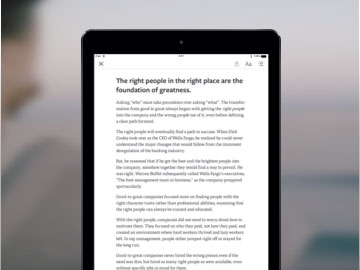 Aa
The right people in the right place are the
foundation of greatness.
Asking "who" must take precedence over asking "what". The transfor-
mation from good to great always began with getting the right people
into the company and the wrong people out of it, even before defining
a clear path forward.
The right people will eventually find a path to success. When Dick
Cooley took over as the CEO of Wells Fargo, he realized he could never
understand the major changes that would follow from the imminent
deregulation of the banking industry.
But, he reasoned that if he got the best and the brightest people into
the company, somehow together they would find a way to prevail. He
was right: Warren Buffet subsequently called Wells Fargo's executives,
"The best management team in business," as the company prospered
spectacularly.
Good-to-great companies focused more on finding people with the
right character traits rather than professional abilities, reasoning that
the right people can always be trained and educated.
With the right people, companies did not need to worry about how to
motivate them. They focused on who they paid, not how they paid, and
created an environment where hard workers thrived and lazy workers
left. In top management, people either jumped right off or stayed for
the long run.
Good-to-great companies never hired the wrong person even if the
need was dire; hired as many right people as were available, even
without specific jobs in mind for them.